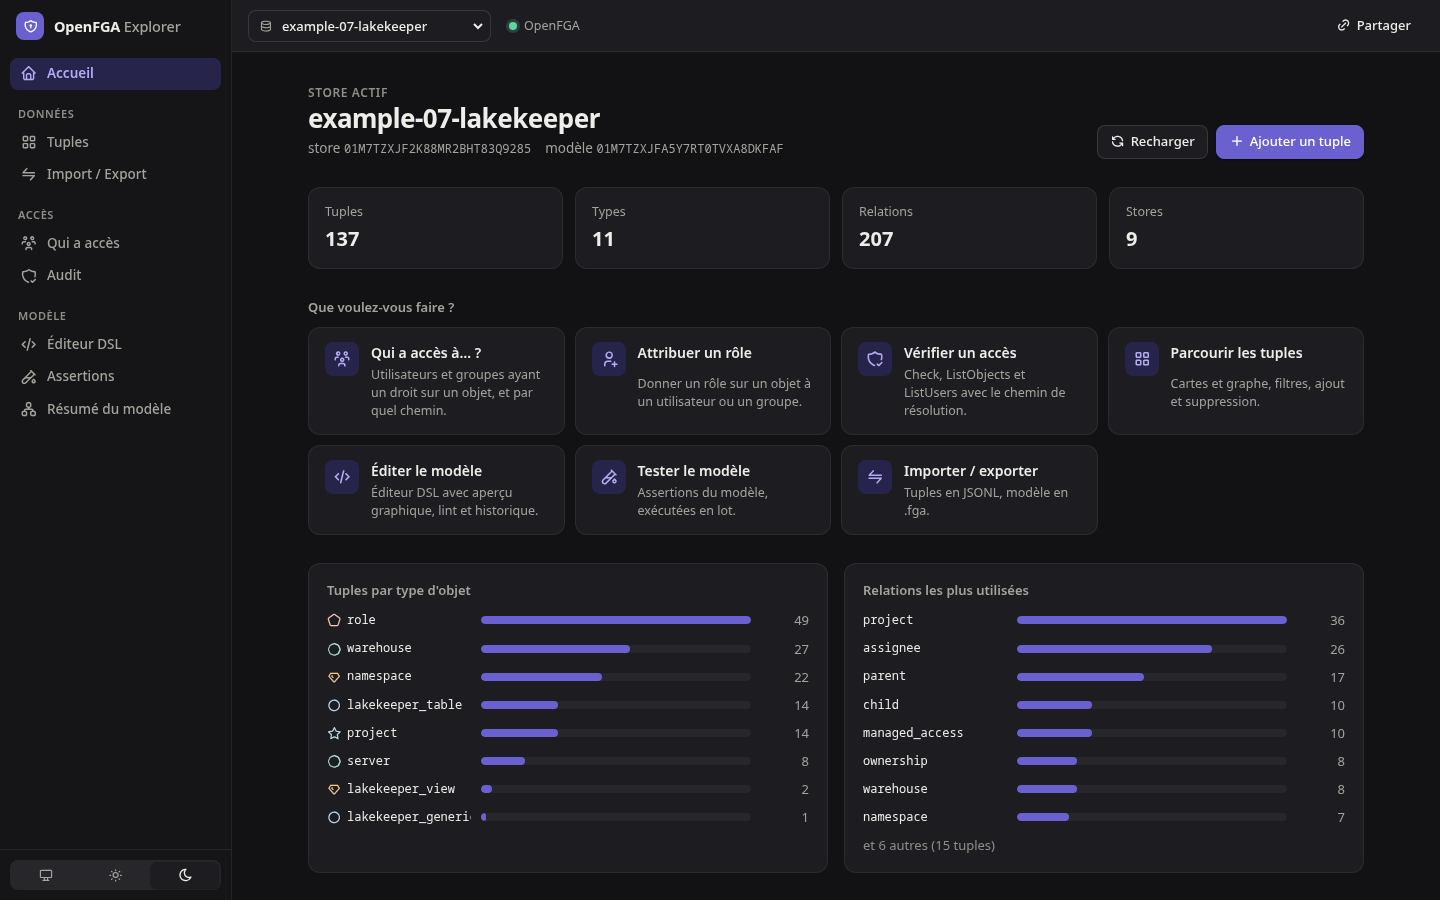 OpenFGA Explorer
example-07-lakekeeper
OpenFGA
Partager
Accueil
DONNÉES
Tuples
Import / Export
ACCÈS
Qui a accès
Audit
MODÈLE
Éditeur DSL
Assertions
Résumé du modèle
STORE ACTIF
example-07-lakekeeper
store 01M7TZXJF2K88MR2BHT83Q9285 modèle 01M7TZXJFA5Y7RT0TVXA8DKFAF
Recharger
Ajouter un tuple
Tuples
137
Types
11
Relations
207
Stores
9
Que voulez-vous faire ?
Qui a accès à... ?
Utilisateurs et groupes ayant
un droit sur un objet, et par
quel chemin.
Attribuer un rôle
Donner un rôle sur un objet à
un utilisateur ou un groupe.
Vérifier un accès
Check, ListObjects et
ListUsers avec le chemin de
résolution.
Parcourir les tuples
Cartes et graphe, filtres, ajout
et suppression.
Éditer le modèle
Éditeur DSL avec aperçu
graphique, lint et historique.
Tester le modèle
Assertions du modèle,
exécutées en lot.
Importer / exporter
Tuples en JSONL, modèle en
.fga.
Tuples par type d'objet
role 49
warehouse 27
namespace 22
lakekeeper_table 14
project 14
server 8
lakekeeper_view 2
lakekeeper_generic 1
Relations les plus utilisées
project 36
assignee 26
parent 17
child 10
managed_access 10
ownership 8
warehouse 8
namespace 7
et 6 autres (15 tuples)